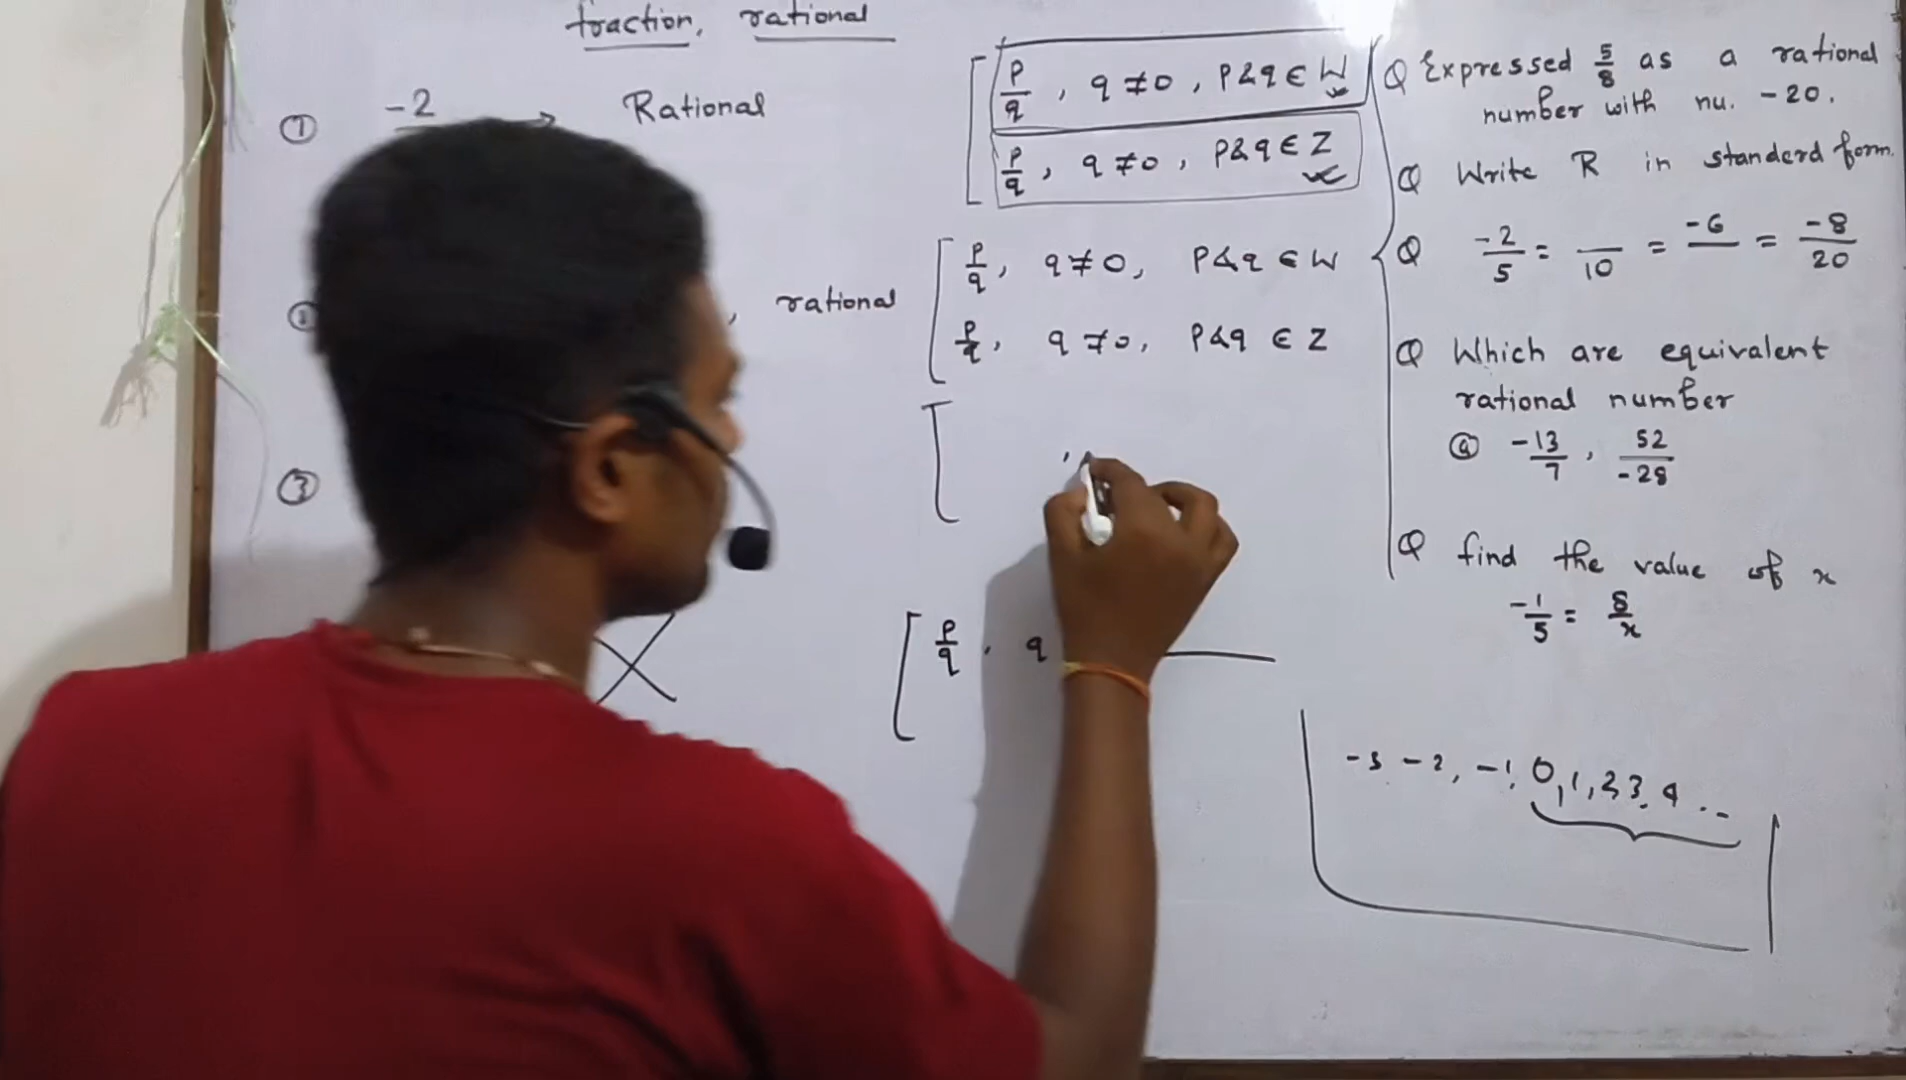 fraction, rational
① -2 → Rational
p/q, q ≠ 0, p & q ∈ W
p/q, q ≠ 0, p & q ∈ Z
② , rational
p/q, q ≠ 0, p & q ∈ W
p/q, q ≠ 0, p & q ∈ Z
③
p/q, q
Q Expressed 5/8 as a rational
number with nu. -20.
Q Write R in standerd form.
Q -2/5 = __/10 = -6/__ = -8/20
Q Which are equivalent
rational number
ⓐ -13/7, 52/-28
Q find the value of x
-1/5 = 8/x
-3 -2, -1, 0, 1, 2, 3, 4 ...